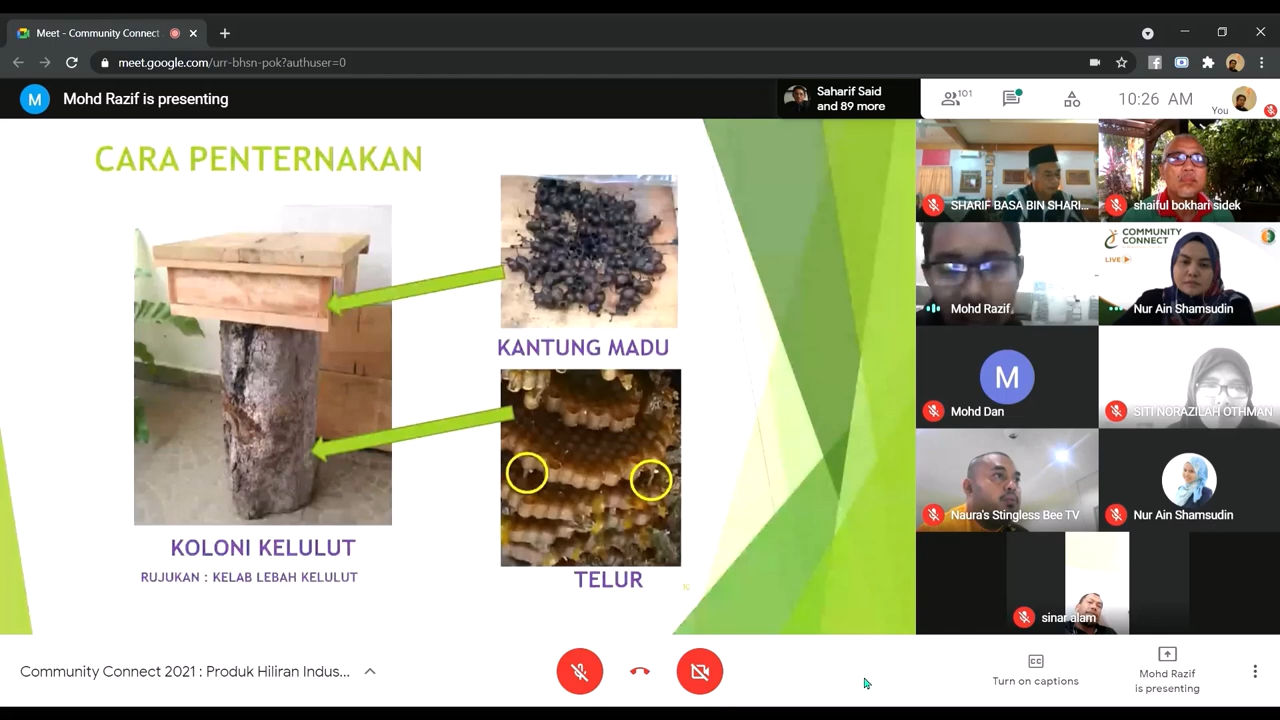 Meet - Community Connect
meet.google.com/urr-bhsn-pok?authuser=0
M
Mohd Razif is presenting
Saharif Said
and 89 more
101
10:26 AM
You
CARA PENTERNAKAN
KANTUNG MADU
KOLONI KELULUT
RUJUKAN : KELAB LEBAH KELULUT
TELUR
SHARIF BASA BIN SHARI...
shaiful bokhari sidek
Mohd Razif
COMMUNITY
CONNECT
LIVE
Nur Ain Shamsudin
M
Mohd Dan
SITI NORAZILAH OTHMAN
Naura's Stingless Bee TV
Nur Ain Shamsudin
sinar alam
Community Connect 2021 : Produk Hiliran Indus...
CC
Turn on captions
Mohd Razif
is presenting